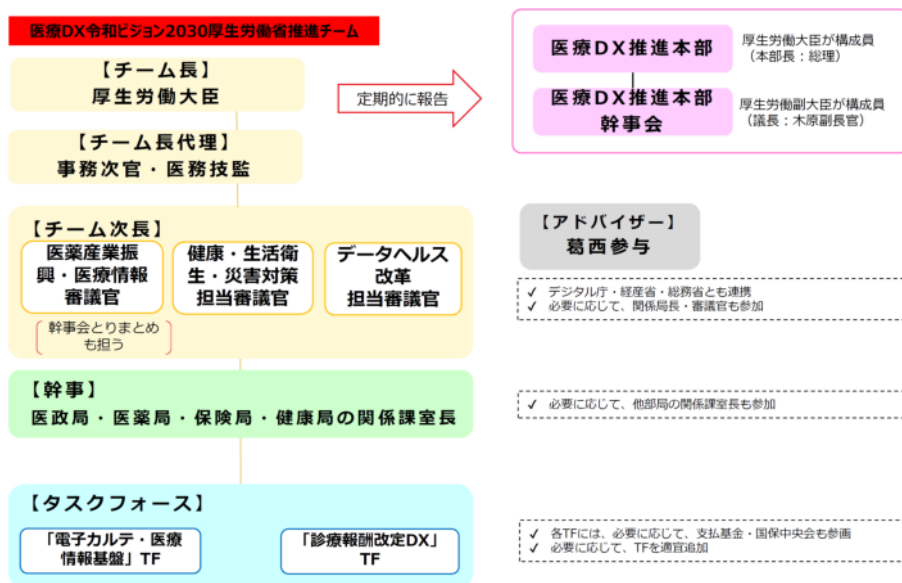 医療DX令和ビジョン2030厚生労働省推進チーム
【チーム長】
厚生労働大臣
定期的に報告
医療DX推進本部
厚生労働大臣が構成員
（本部長：総理）
医療DX推進本部
幹事会
厚生労働副大臣が構成員
（議長：木原副長官）
【チーム長代理】
事務次官・医務技監
【チーム次長】
医薬産業振
興・医療情報
審議官
健康・生活衛
生・災害対策
担当審議官
データヘルス
改革
担当審議官
幹事会とりまとめ
も担う
【アドバイザー】
葛西参与
✓ デジタル庁・経産省・総務省とも連携
✓ 必要に応じて、関係局長・審議官も参加
【幹事】
医政局・医薬局・保険局・健康局の関係課室長
✓ 必要に応じて、他部局の関係課室長も参加
【タスクフォース】
「電子カルテ・医療
情報基盤」TF
「診療報酬改定DX」
TF
✓ 各TFには、必要に応じて、支払基金・国保中央会も参画
✓ 必要に応じて、TFを適宜追加